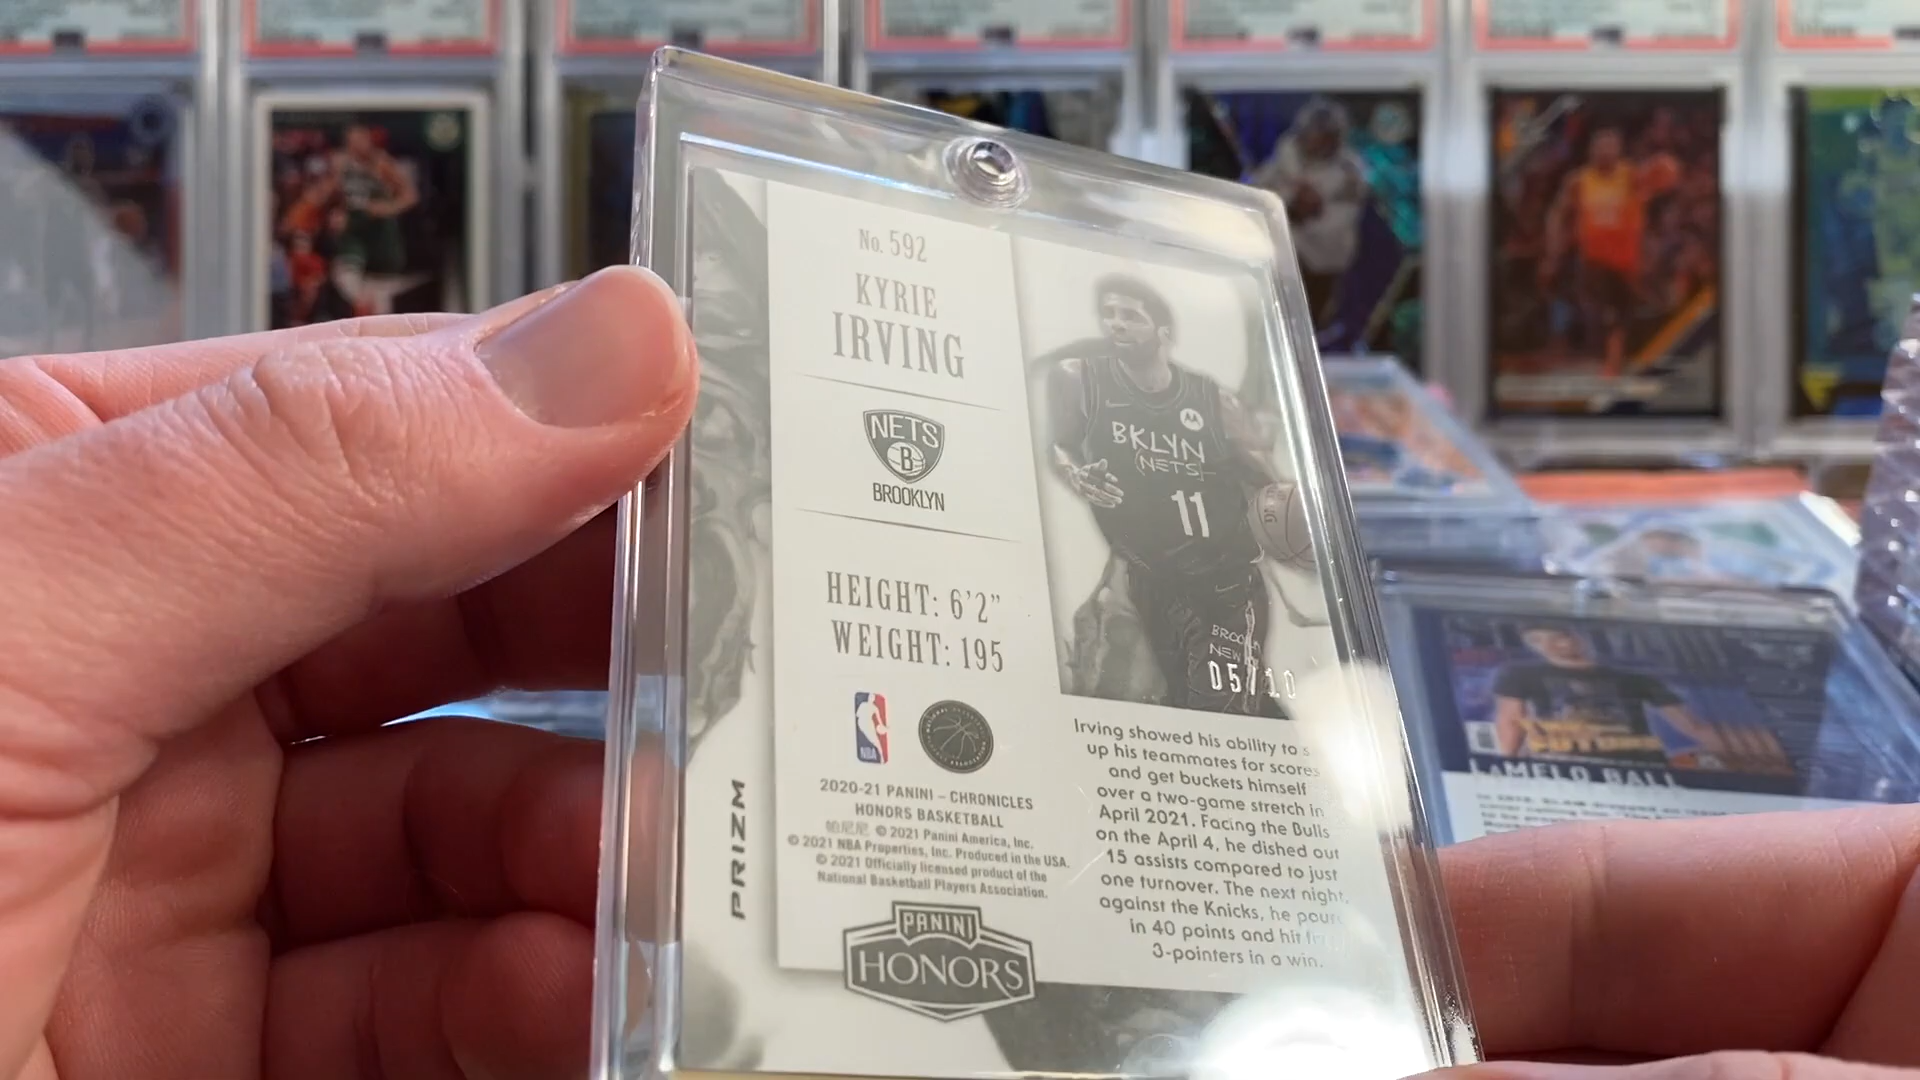 No. 592
KYRIE
IRVING
NETS
B
BROOKLYN
HEIGHT: 6'2"
WEIGHT: 195
NBA
2020-21 PANINI – CHRONICLES
HONORS BASKETBALL
帕尼尼 © 2021 Panini America, Inc.
© 2021 NBA Properties, Inc. Produced in the USA.
© 2021 Officially licensed product of the
National Basketball Players Association.
PANINI
HONORS
PRIZM
BKLYN
(NETS)
11
05/10
Irving showed his ability to
up his teammates for scores
and get buckets himself
over a two-game stretch in
April 2021. Facing the Bulls
on the April 4, he dished out
15 assists compared to just
one turnover. The next night,
against the Knicks, he
in 40 points and hit
3-pointers in a win.
LaMELO BALL